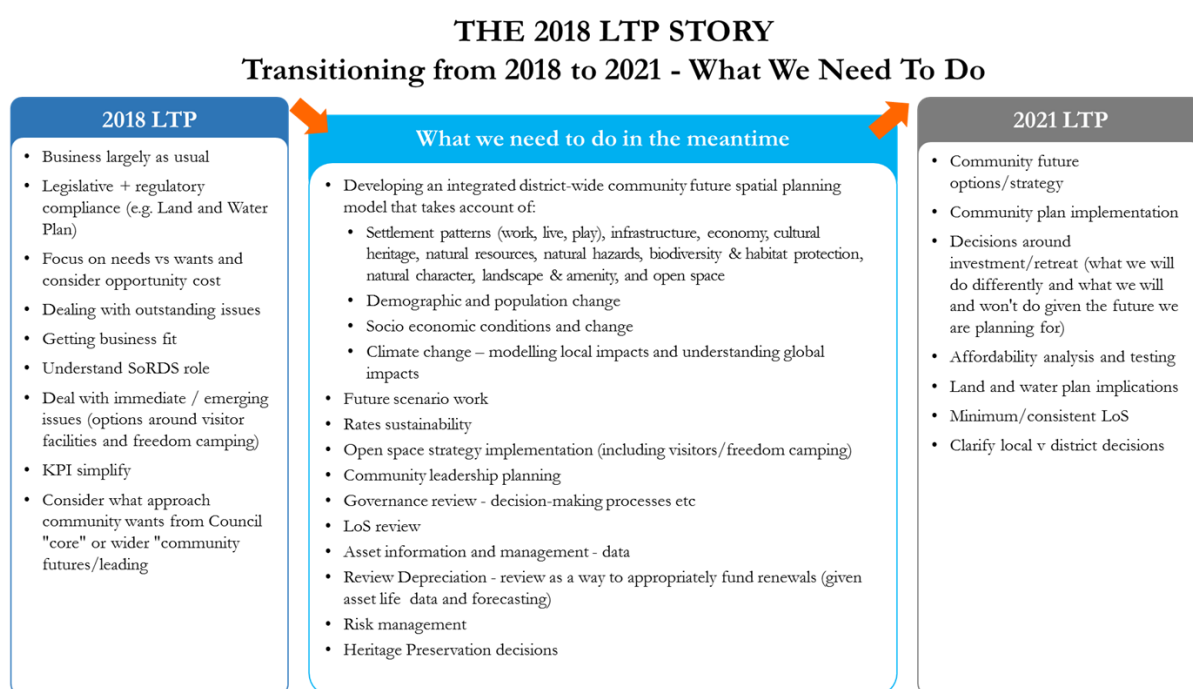 THE 2018 LTP STORY
Transitioning from 2018 to 2021 - What We Need To Do
2018 LTP
• Business largely as usual
• Legislative + regulatory
compliance (e.g. Land and Water
Plan)
• Focus on needs vs wants and
consider opportunity cost
• Dealing with outstanding issues
• Getting business fit
• Understand SoRDS role
• Deal with immediate / emerging
issues (options around visitor
facilities and freedom camping)
• KPI simplify
• Consider what approach
community wants from Council
"core" or wider "community
futures/leading
What we need to do in the meantime
• Developing an integrated district-wide community future spatial planning
model that takes account of:
• Settlement patterns (work, live, play), infrastructure, economy, cultural
heritage, natural resources, natural hazards, biodiversity & habitat protection,
natural character, landscape & amenity, and open space
• Demographic and population change
• Socio economic conditions and change
• Climate change – modelling local impacts and understanding global
impacts
• Future scenario work
• Rates sustainability
• Open space strategy implementation (including visitors/freedom camping)
• Community leadership planning
• Governance review - decision-making processes etc
• LoS review
• Asset information and management - data
• Review Depreciation - review as a way to appropriately fund renewals (given
asset life data and forecasting)
• Risk management
• Heritage Preservation decisions
2021 LTP
• Community future
options/strategy
• Community plan implementation
• Decisions around
investment/retreat (what we will
do differently and what we will
and won't do given the future we
are planning for)
• Affordability analysis and testing
• Land and water plan implications
• Minimum/consistent LoS
• Clarify local v district decisions